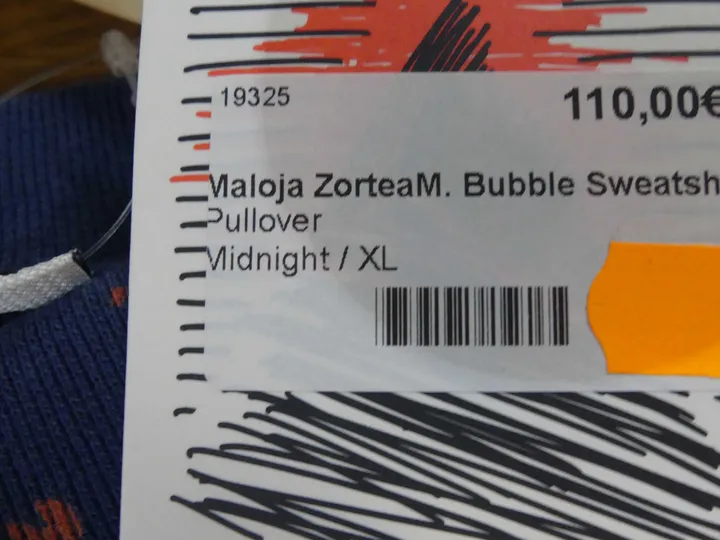 19325
110,00€
Maloja ZorteaM. Bubble Sweatsh
Pullover
Midnight / XL